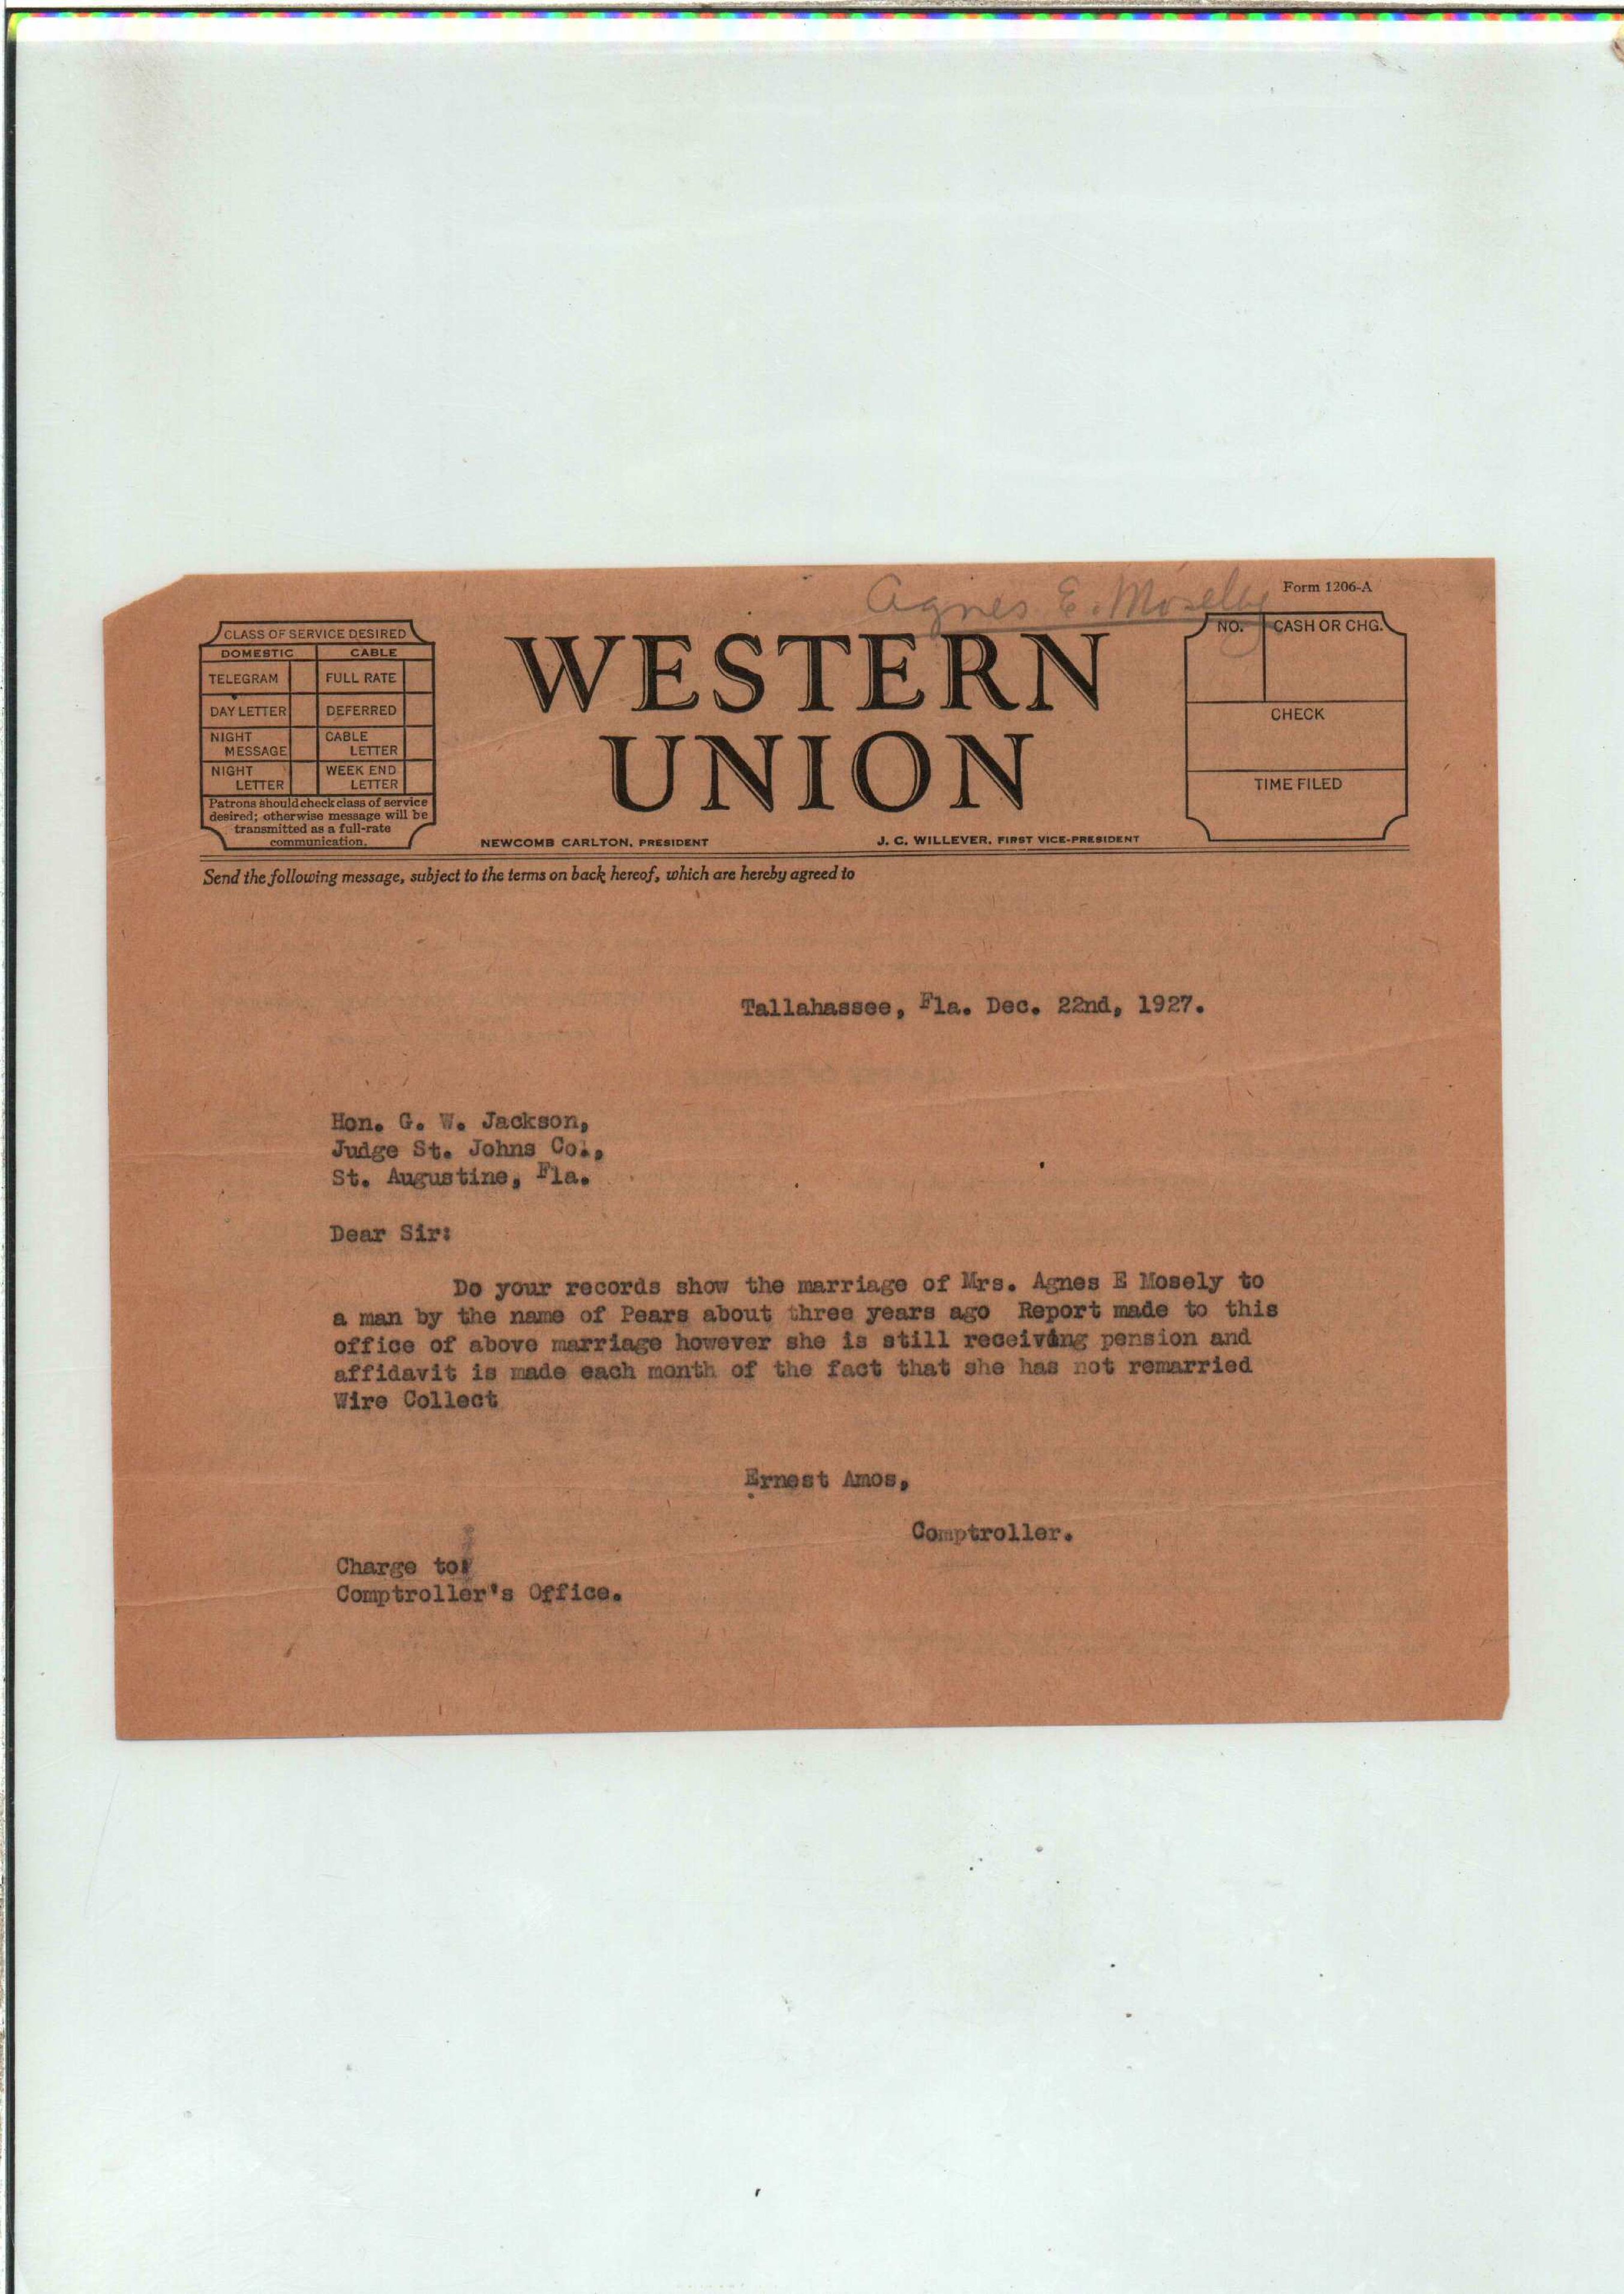 Agnes E. Moselly
Form 1206-A
CLASS OF SERVICE DESIRED
DOMESTIC CABLE
TELEGRAM FULL RATE
DAY LETTER DEFERRED
NIGHT MESSAGE CABLE LETTER
NIGHT LETTER WEEK END LETTER
Patrons should check class of service
desired; otherwise message will be
transmitted as a full-rate
communication.
WESTERN
UNION
NEWCOMB CARLTON, PRESIDENT J. C. WILLEVER, FIRST VICE-PRESIDENT
NO. CASH OR CHG.
CHECK
TIME FILED
Send the following message, subject to the terms on back hereof, which are hereby agreed to
Tallahassee, Fla. Dec. 22nd, 1927.
Hon. G. W. Jackson,
Judge St. Johns Co.,
St. Augustine, Fla.
Dear Sir:
Do your records show the marriage of Mrs. Agnes E Mosely to
a man by the name of Pears about three years ago Report made to this
office of above marriage however she is still receiving pension and
affidavit is made each month of the fact that she has not remarried
Wire Collect
Ernest Amos,
Comptroller.
Charge to:
Comptroller's Office.